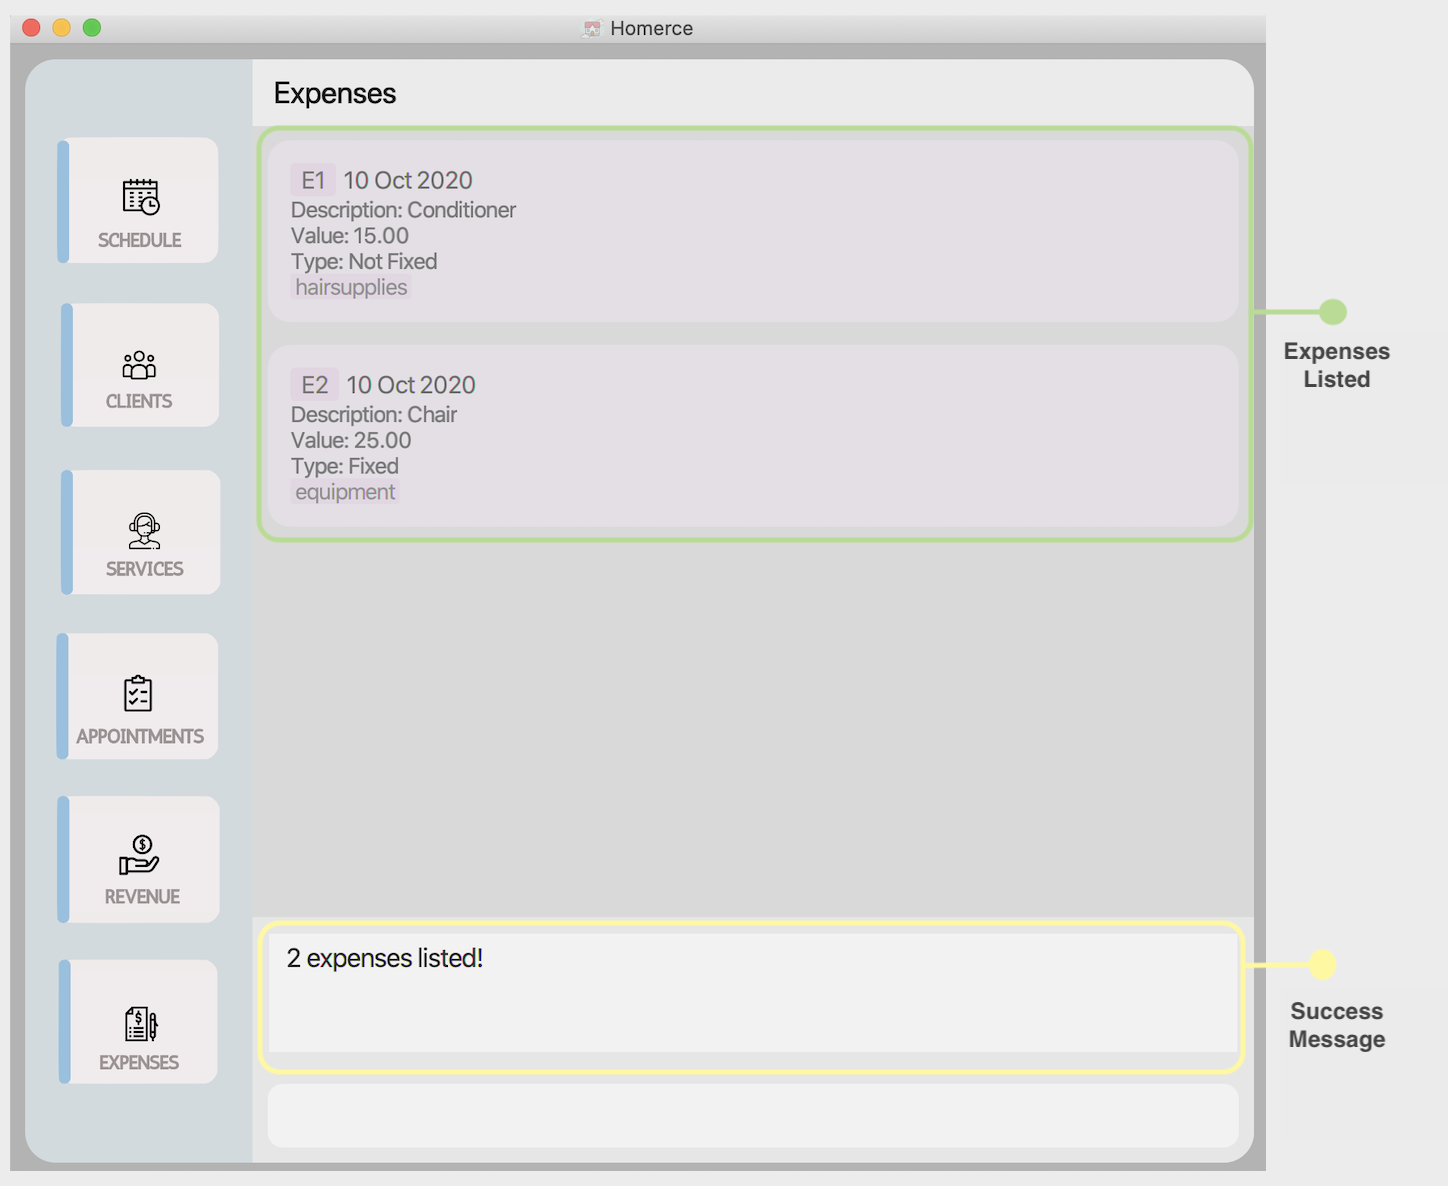 Homerce
Expenses
SCHEDULE
CLIENTS
SERVICES
APPOINTMENTS
REVENUE
EXPENSES
E1 10 Oct 2020
Description: Conditioner
Value: 15.00
Type: Not Fixed
hairsupplies
E2 10 Oct 2020
Description: Chair
Value: 25.00
Type: Fixed
equipment
Expenses
Listed
2 expenses listed!
Success
Message